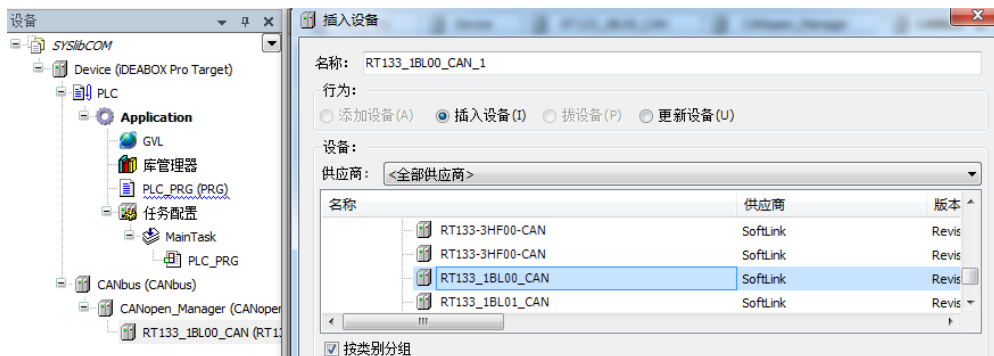 设备
SYSlibCOM
Device (iDEABOX Pro Target)
PLC
Application
GVL
库管理器
PLC_PRG (PRG)
任务配置
MainTask
PLC_PRG
CANbus (CANbus)
CANopen_Manager (CANoper
RT133_1BL00_CAN (RT13
插入设备
名称: RT133_1BL00_CAN_1
行为:
添加设备(A) 插入设备(I) 拔设备(P) 更新设备(U)
设备:
供应商: <全部供应商>
名称 供应商 版本
RT133-3HF00-CAN SoftLink Revis
RT133-3HF00-CAN SoftLink Revis
RT133_1BL00_CAN SoftLink Revis
RT133_1BL01_CAN SoftLink Revis
按类别分组